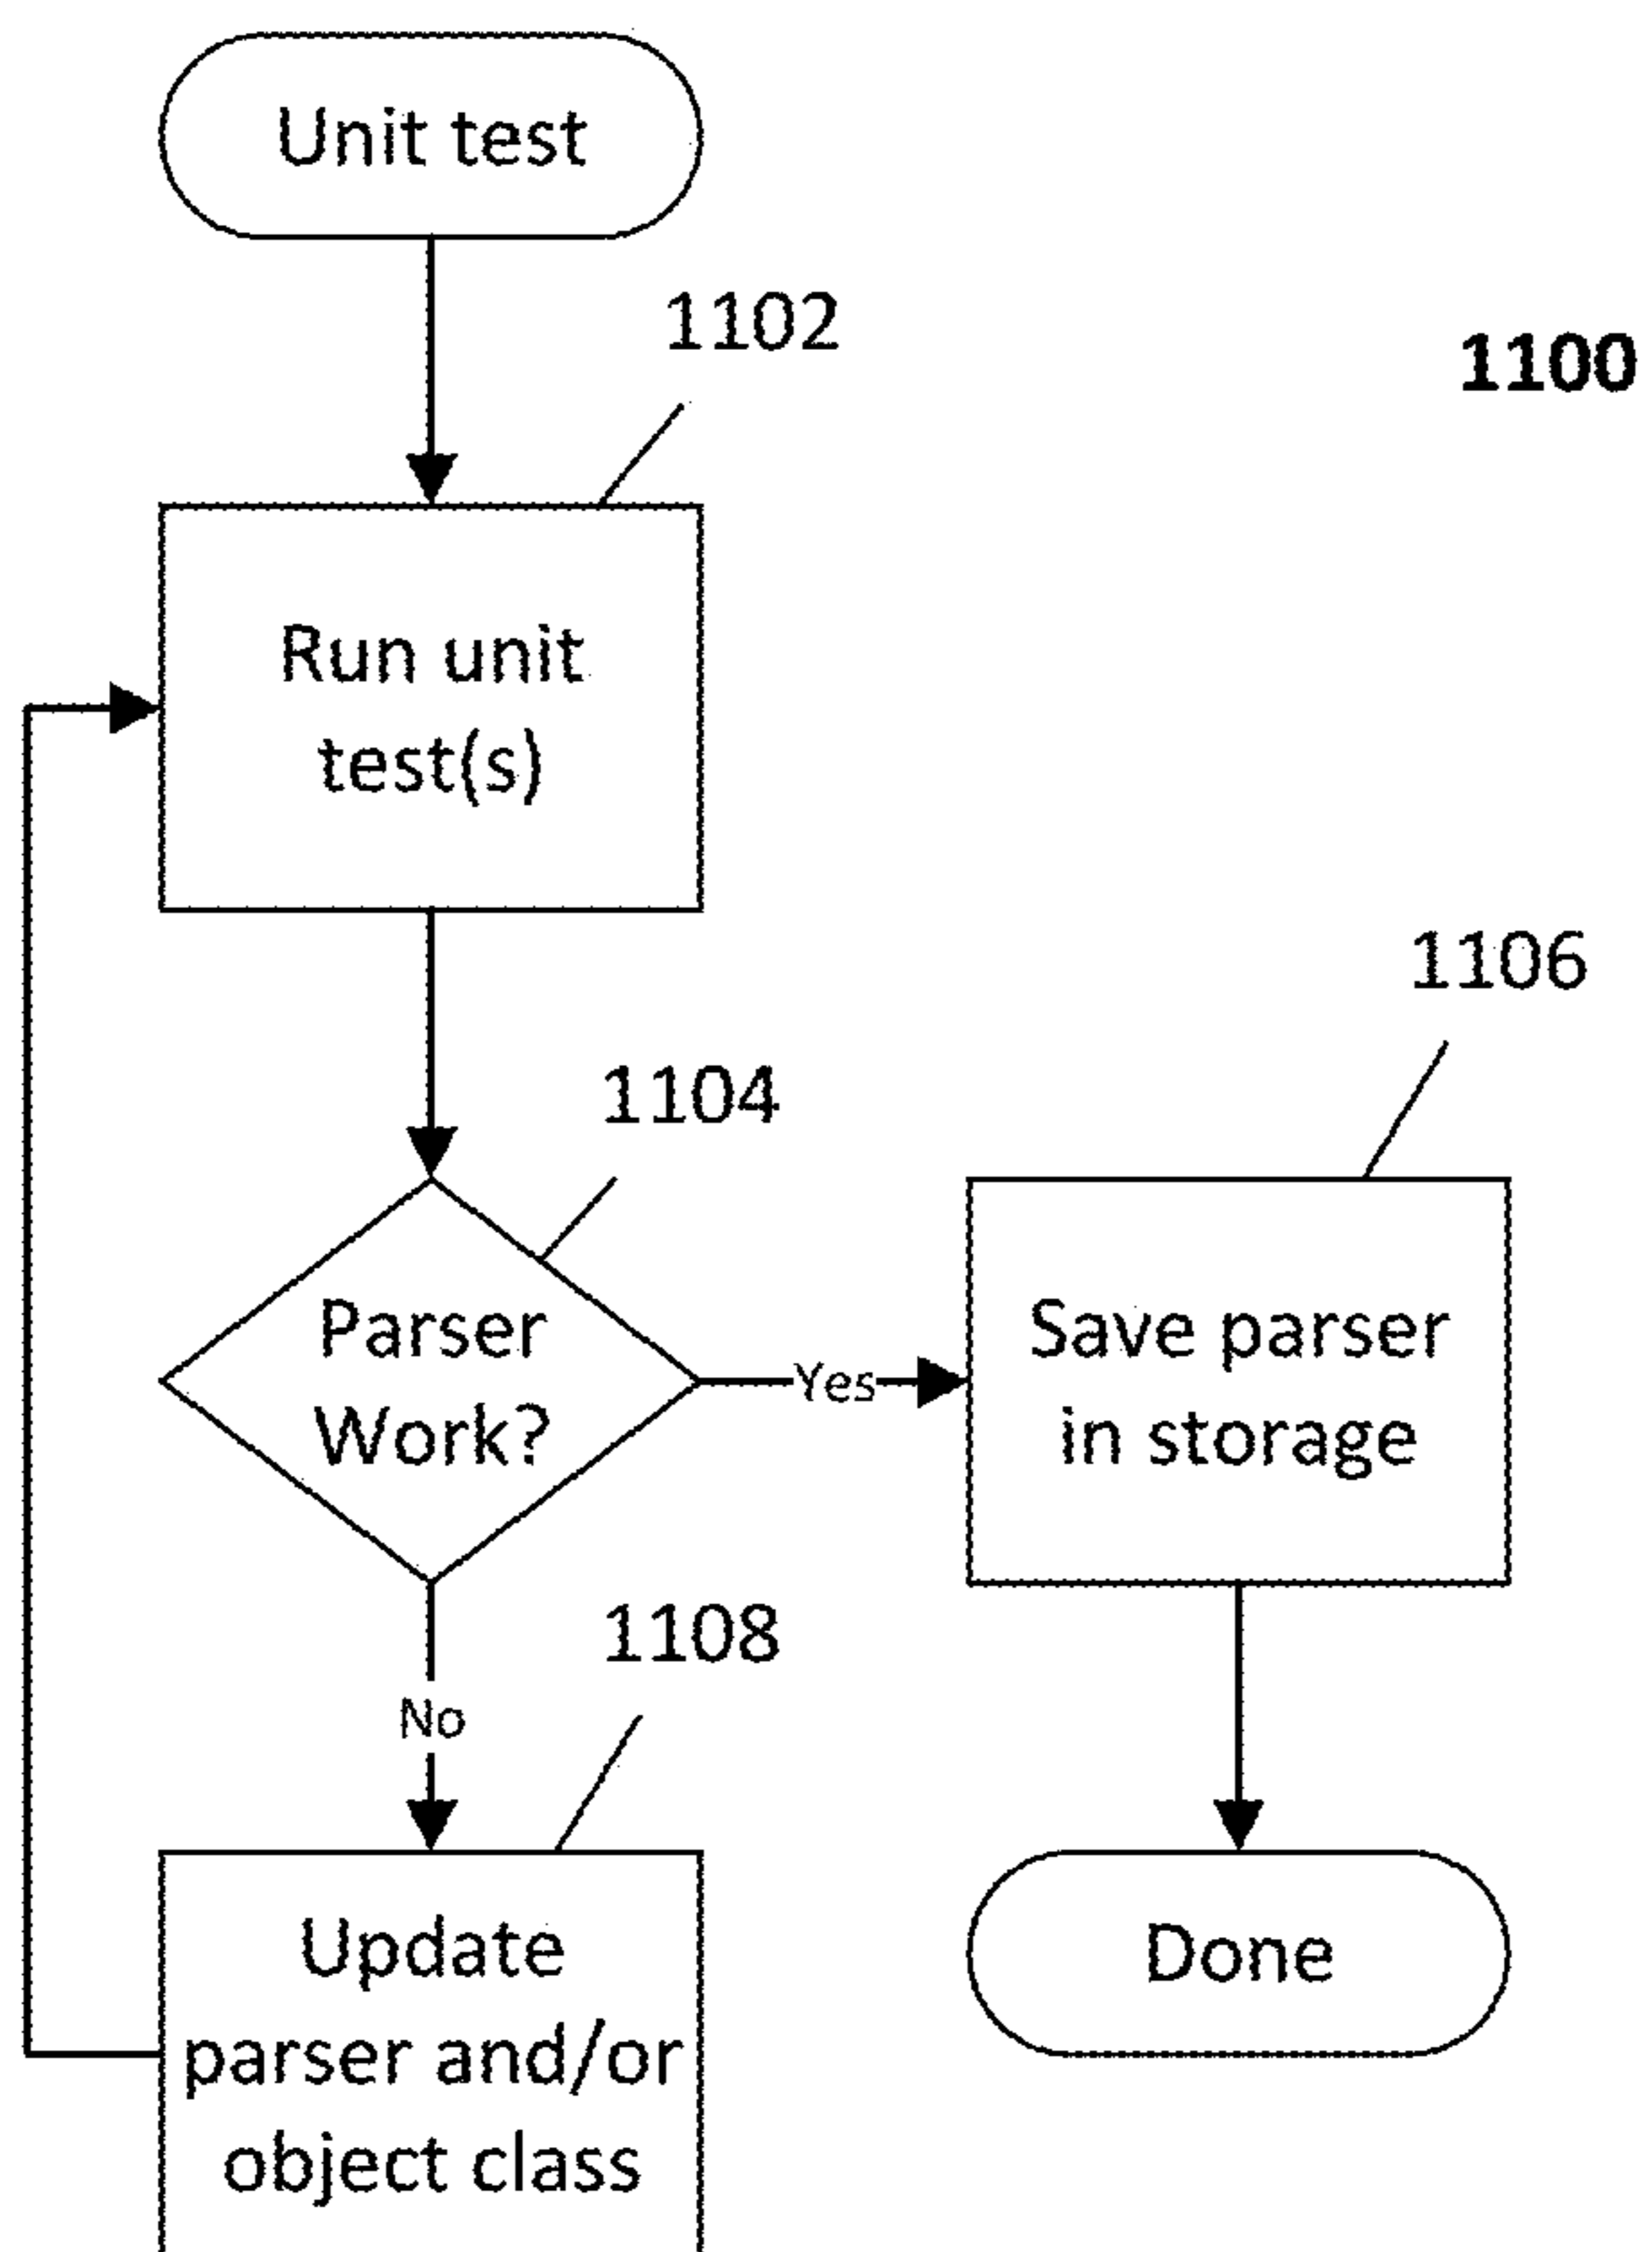 Unit test
1102
1100
Run unit
test(s)
1106
1104
Parser
Work?
Yes
Save parser
in storage
1108
No
Update
parser and/or
object class
Done